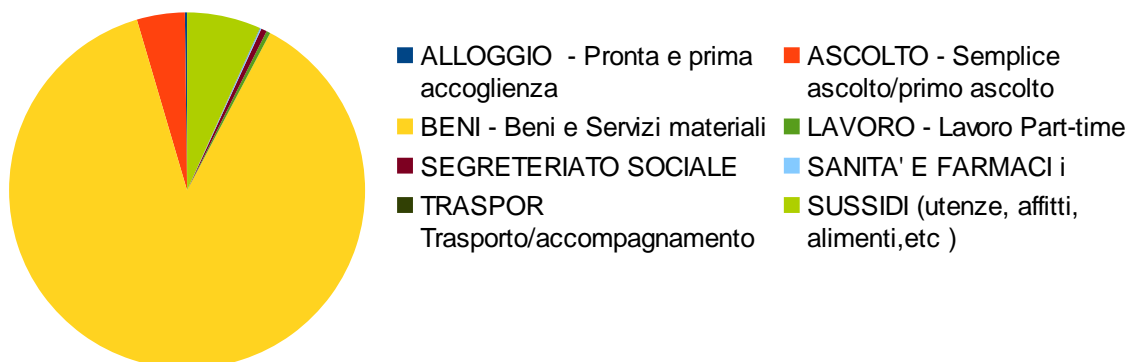 ALLOGGIO - Pronta e prima
accoglienza
ASCOLTO - Semplice
ascolto/primo ascolto
BENI - Beni e Servizi materiali
LAVORO - Lavoro Part-time
SEGRETERIATO SOCIALE
SANITA' E FARMACI i
TRASPOR
Trasporto/accompagnamento
SUSSIDI (utenze, affitti,
alimenti,etc )